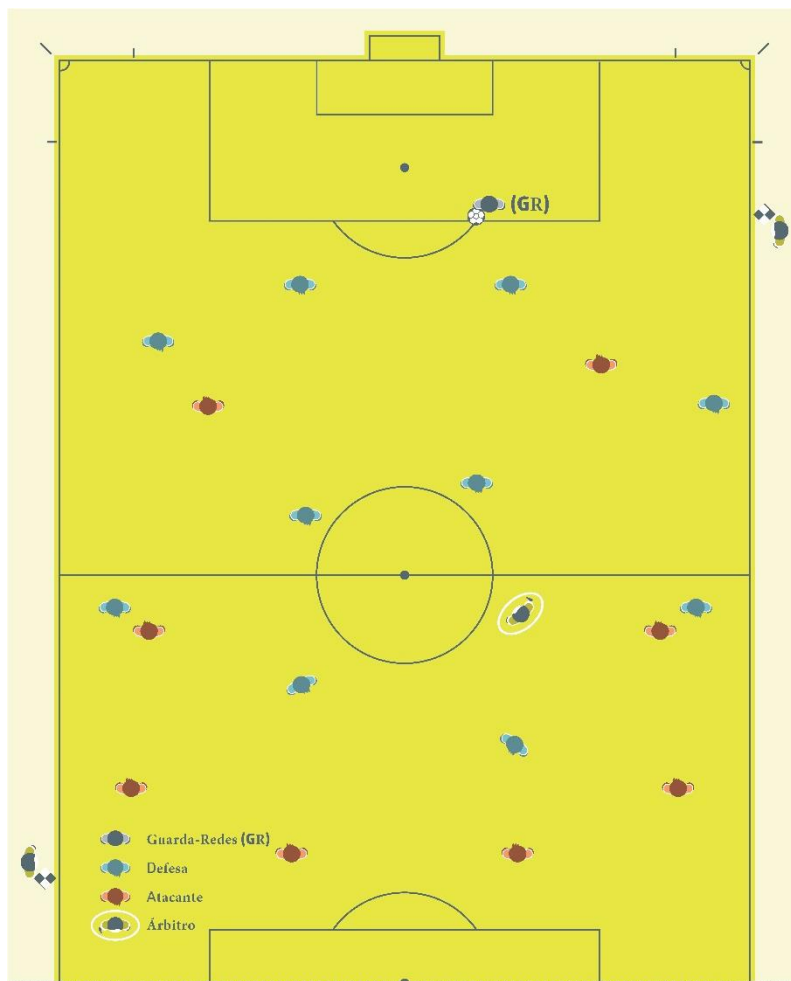 (GR)
Guarda-Redes (GR)
Defesa
Atacante
Árbitro